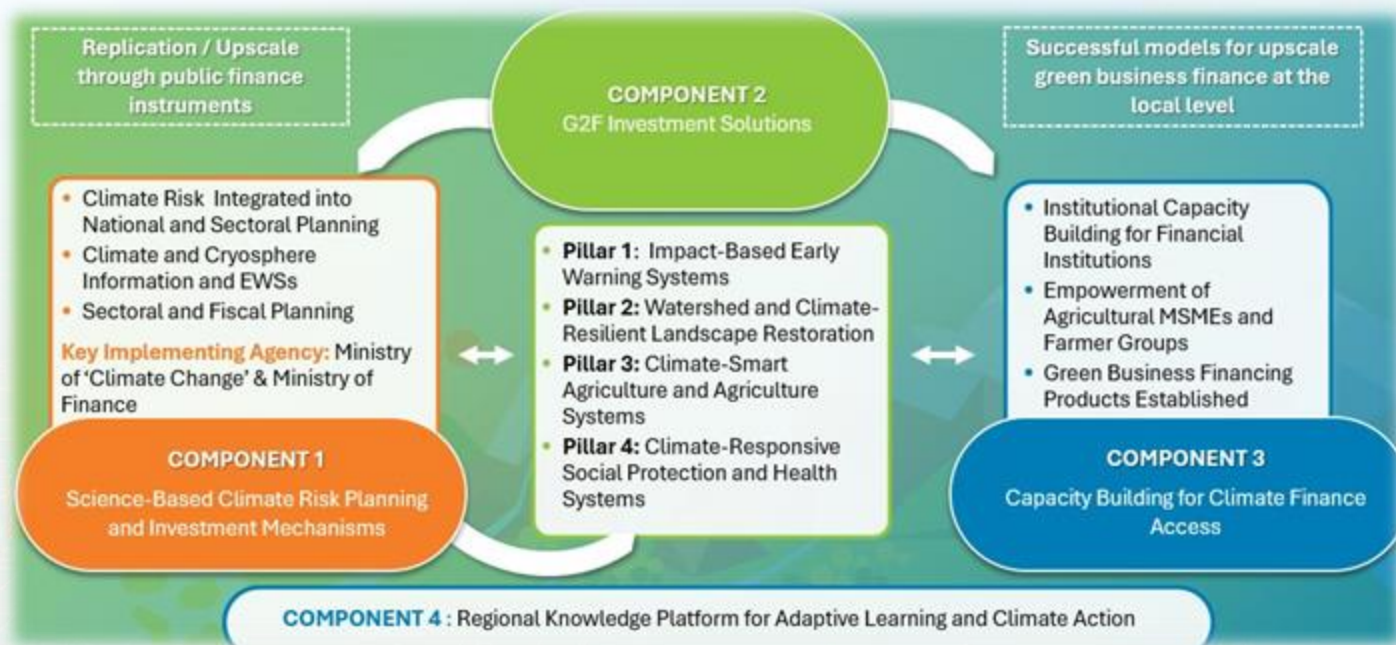 Replication / Upscale
through public finance
instruments
COMPONENT 2
G2F Investment Solutions
Successful models for upscale
green business finance at the
local level
• Climate Risk Integrated into
National and Sectoral Planning
• Climate and Cryosphere
Information and EWSs
• Sectoral and Fiscal Planning
Key Implementing Agency: Ministry
of ‘Climate Change’ & Ministry of
Finance
COMPONENT 1
Science-Based Climate Risk Planning
and Investment Mechanisms
• Pillar 1: Impact-Based Early
Warning Systems
• Pillar 2: Watershed and Climate-
Resilient Landscape Restoration
• Pillar 3: Climate-Smart
Agriculture and Agriculture
Systems
• Pillar 4: Climate-Responsive
Social Protection and Health
Systems
• Institutional Capacity
Building for Financial
Institutions
• Empowerment of
Agricultural MSMEs and
Farmer Groups
• Green Business Financing
Products Established
COMPONENT 3
Capacity Building for Climate Finance
Access
COMPONENT 4 : Regional Knowledge Platform for Adaptive Learning and Climate Action